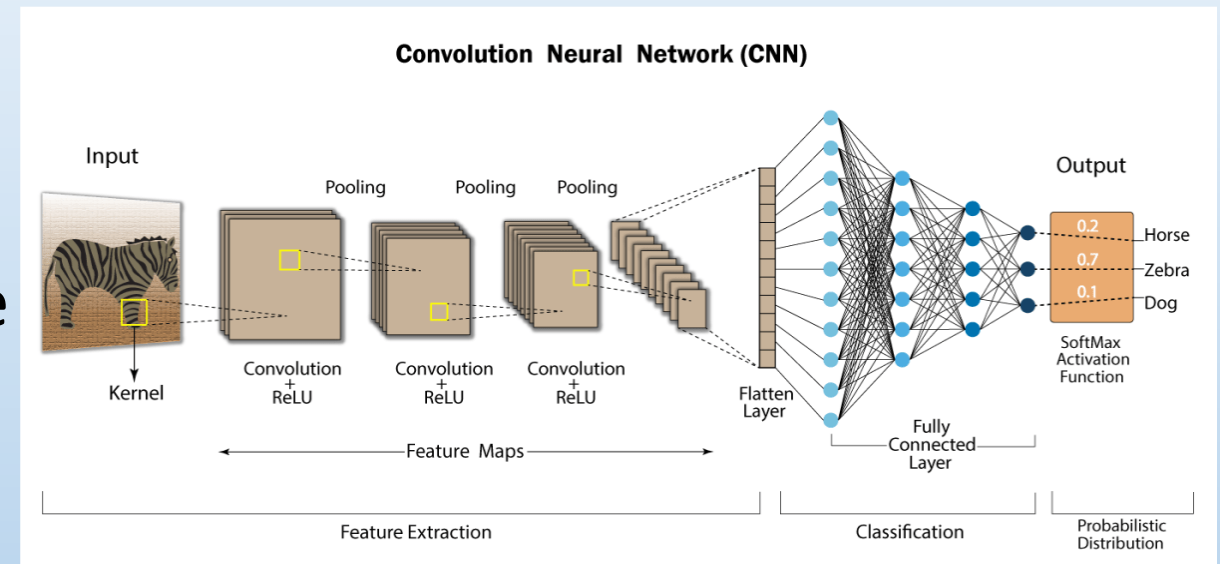 Convolution Neural Network (CNN)
Input
Pooling
Pooling
Pooling
Output
0.2
Horse
0.7
Zebra
0.1
Dog
e
Kernel
Convolution
+
ReLU
Convolution
+
ReLU
Convolution
+
ReLU
Flatten
Layer
SoftMax
Activation
Function
Fully
Connected
Layer
Feature Maps
Feature Extraction
Classification
Probabilistic
Distribution